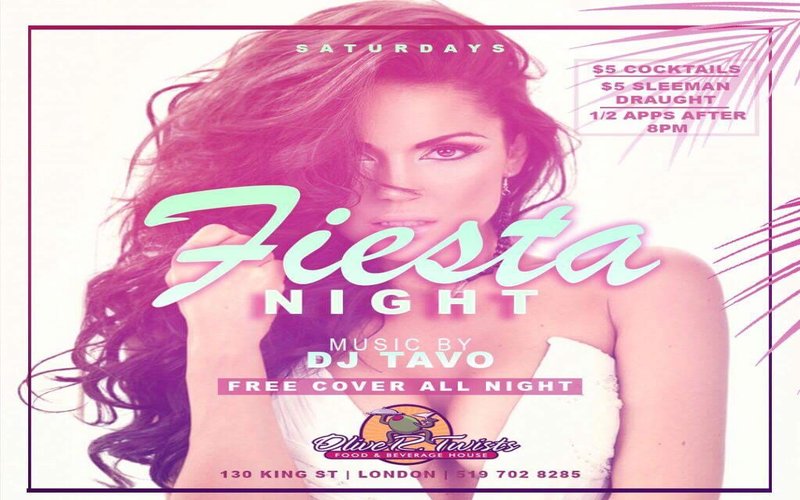 SATURDAYS
$5 COCKTAILS
$5 SLEEMAN
DRAUGHT
1/2 APPS AFTER
8PM
Fiesta
NIGHT
MUSIC BY
DJ TAVO
FREE COVER ALL NIGHT
Olive R. Twists
FOOD & BEVERAGE HOUSE
130 KING ST | LONDON | 519 702 8285